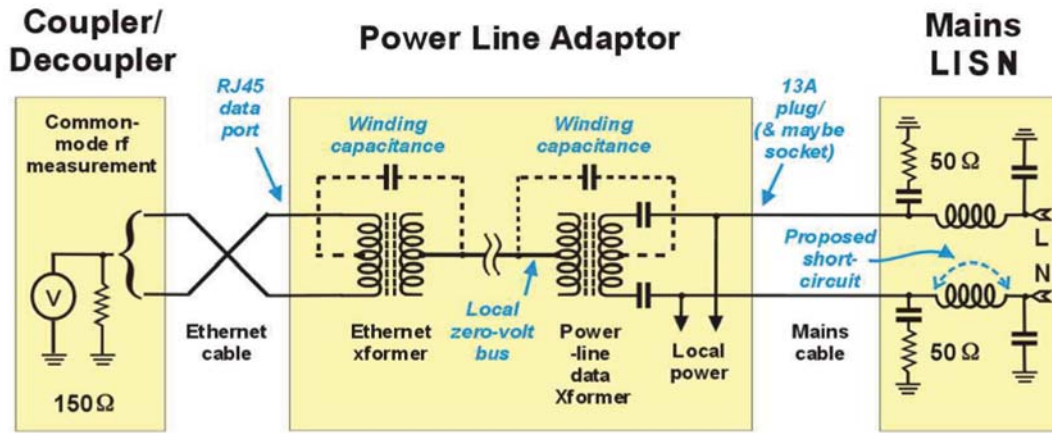 Coupler/
Decoupler
Power Line Adaptor
Mains
LISN
RJ45
data
port
13A
plug/
(& maybe
socket)
Common-
mode rf
measurement
Winding
capacitance
Winding
capacitance
50 Ω
V
L
Proposed
short-
circuit
N
Ethernet
cable
Ethernet
xformer
Local
zero-volt
bus
Power
-line
data
Xformer
Local
power
Mains
cable
50 Ω
150Ω